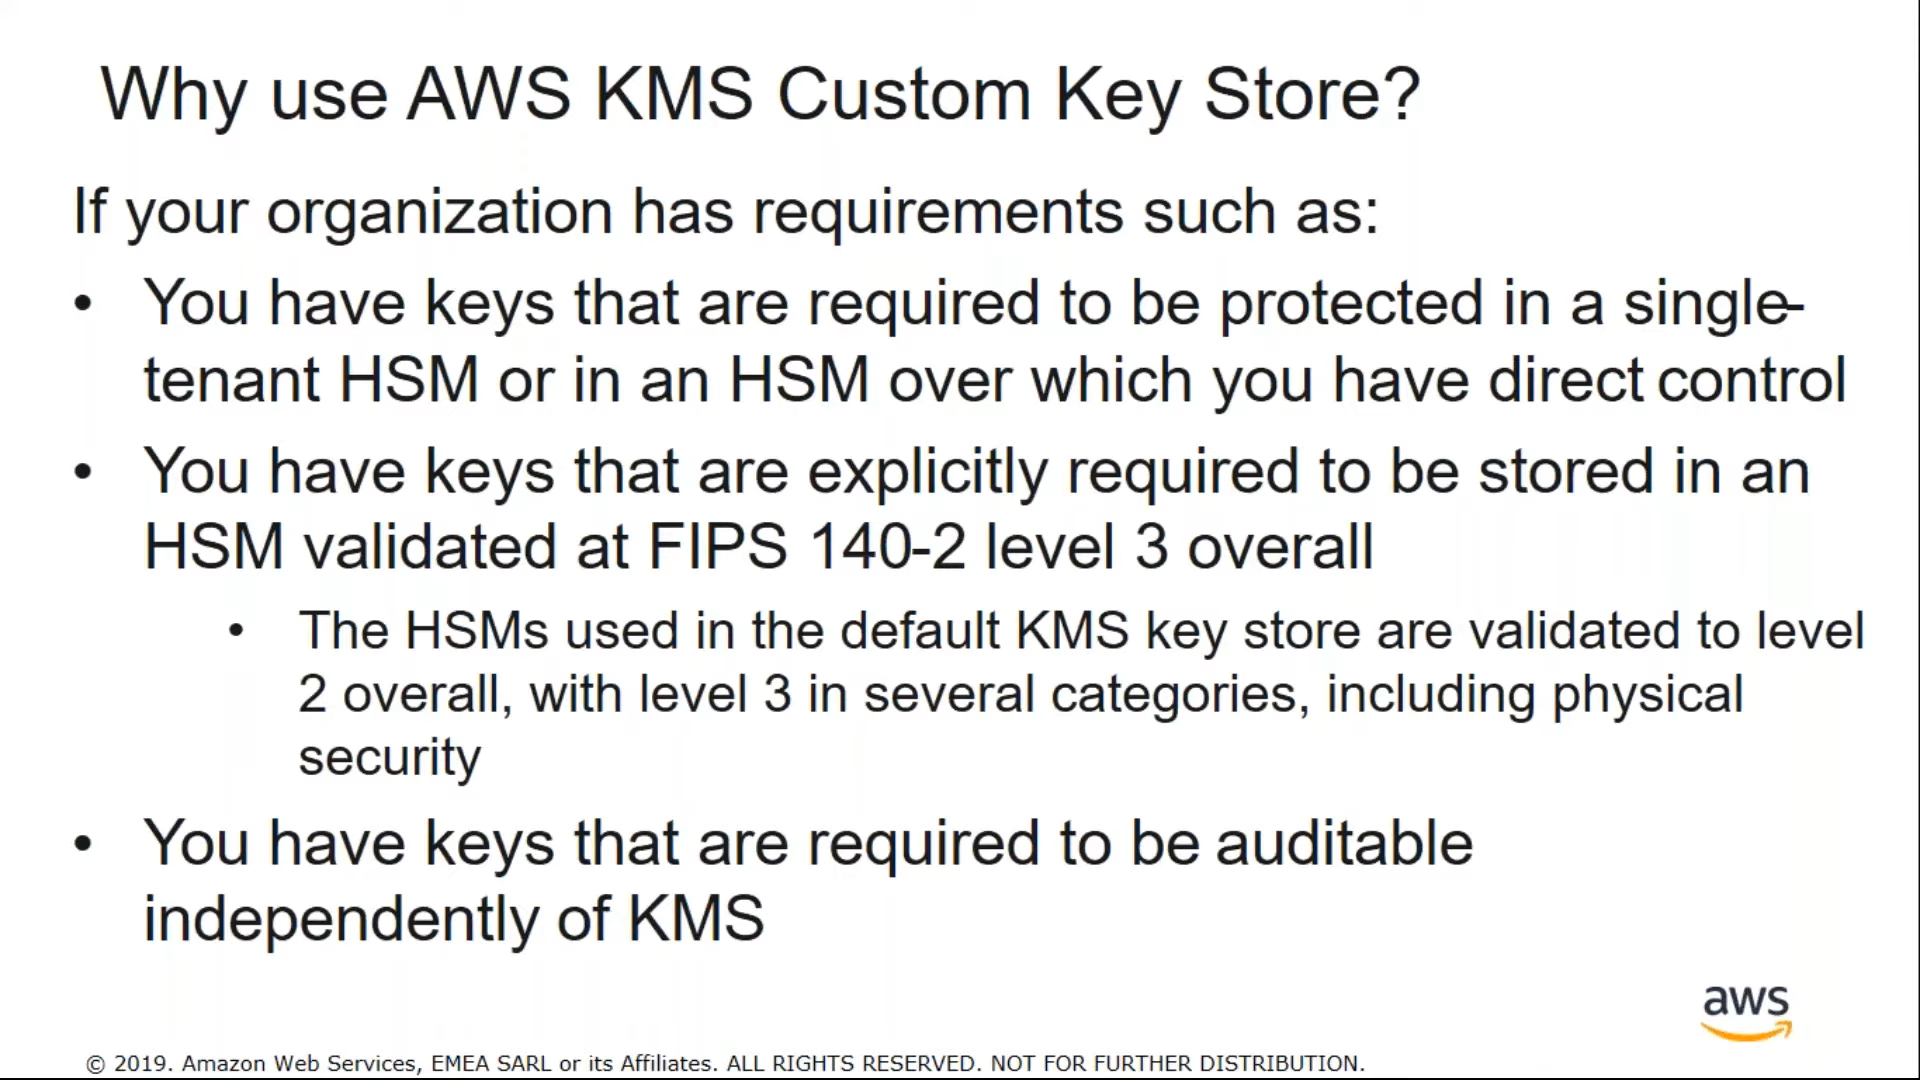 Why use AWS KMS Custom Key Store?
If your organization has requirements such as:
• You have keys that are required to be protected in a single-
tenant HSM or in an HSM over which you have direct control
• You have keys that are explicitly required to be stored in an
HSM validated at FIPS 140-2 level 3 overall
• The HSMs used in the default KMS key store are validated to level
2 overall, with level 3 in several categories, including physical
security
• You have keys that are required to be auditable
independently of KMS
aws
© 2019. Amazon Web Services, EMEA SARL or its Affiliates. ALL RIGHTS RESERVED. NOT FOR FURTHER DISTRIBUTION.